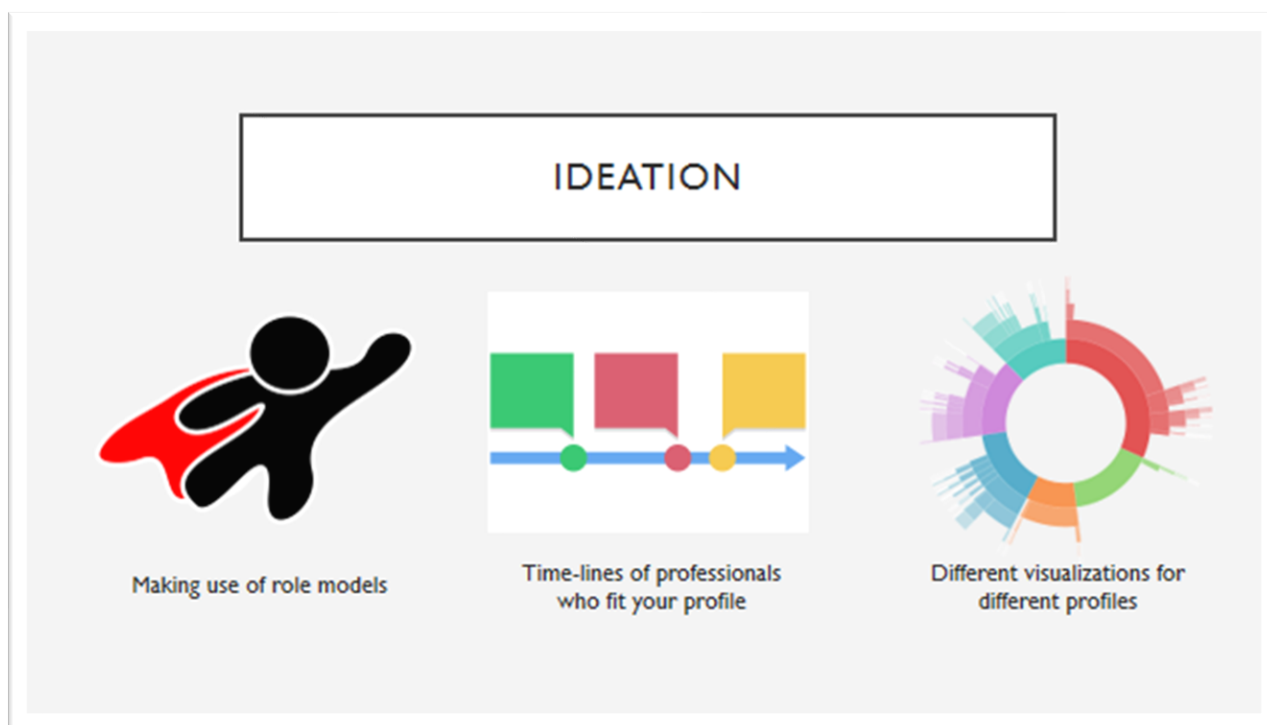 IDEATION
Making use of role models
Time-lines of professionals
who fit your profile
Different visualizations for
different profiles